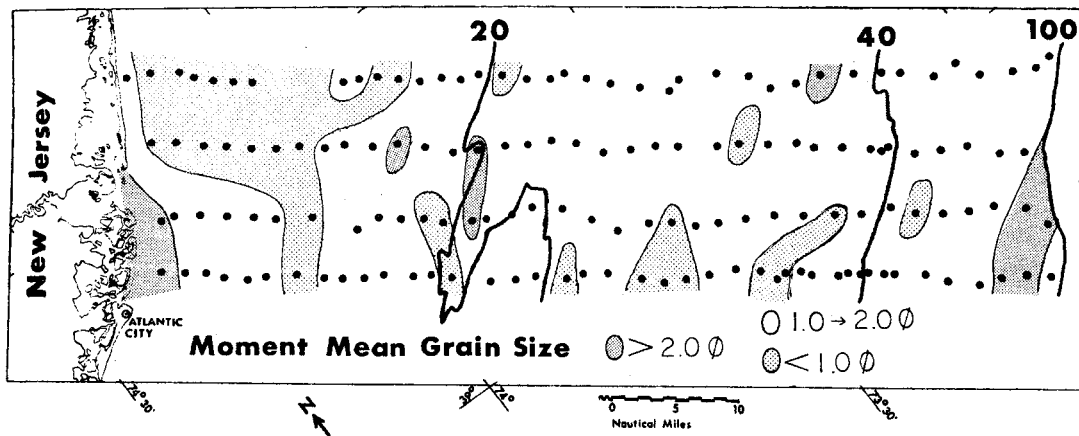 20
40
100
New Jersey
ATLANTIC
CITY
Moment Mean Grain Size
> 2.0 Ø
1.0 → 2.0 Ø
< 1.0 Ø
74° 30'
39°
74°
73° 30'
N
0 5 10
Nautical Miles